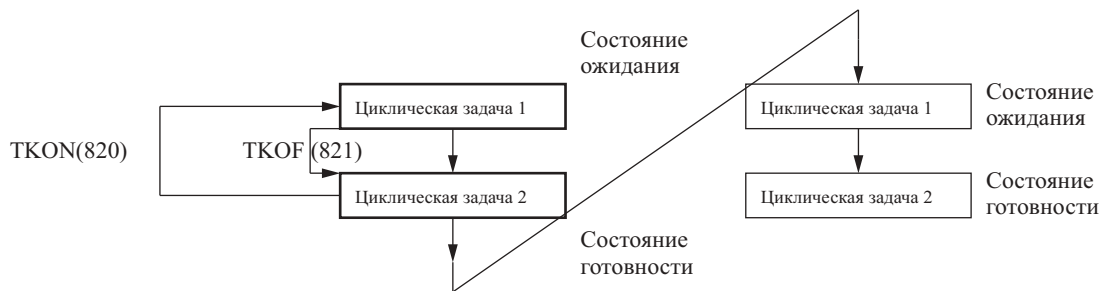 Состояние
ожидания
Циклическая задача 1
TKON(820)
TKOF (821)
Циклическая задача 2
Состояние
готовности
Циклическая задача 1
Состояние
ожидания
Циклическая задача 2
Состояние
готовности